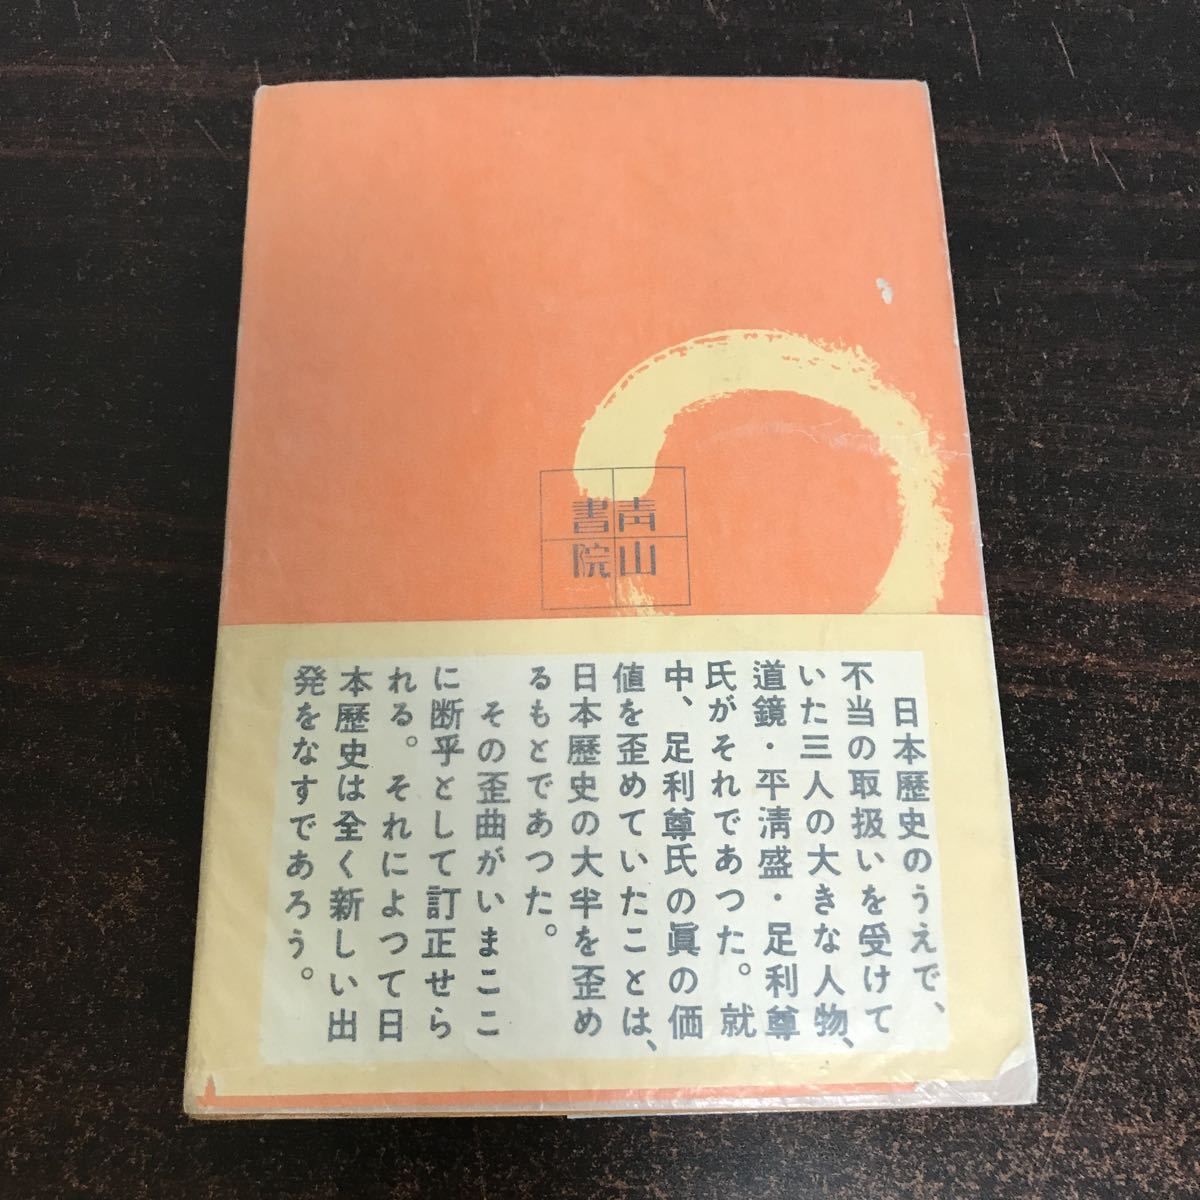 青山
書院
日本歷史のうえで、
不当の取扱いを受けて
いた三人の大きな人物、
道鏡・平淸盛・足利尊
氏がそれであつた。就
中、足利尊氏の眞の価
値を歪めていたことは、
日本歷史の大半を歪め
るもとであつた。
その歪曲がいまここ
に断乎として訂正せら
れる。それによつて日
本歷史は全く新しい出
発をなすであろう。